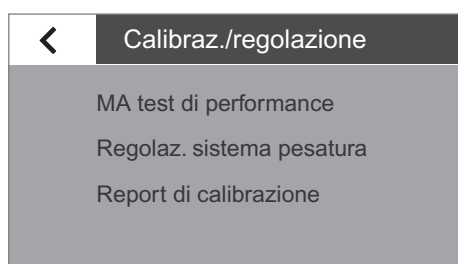 Calibraz./regolazione
MA test di performance
Regolaz. sistema pesatura
Report di calibrazione